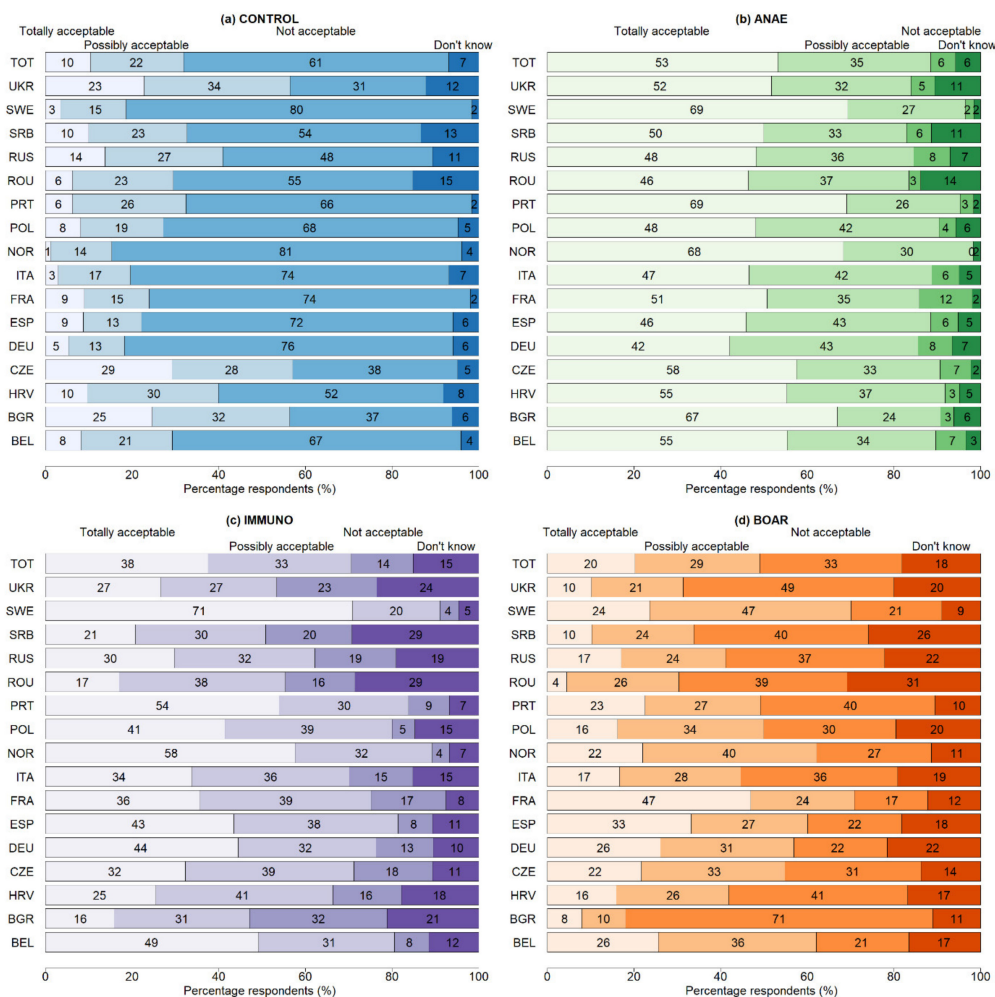 (a) CONTROL
Totally acceptable Not acceptable
Possibly acceptable Don't know
TOT 10 22 61 7
UKR 23 34 31 12
SWE 3 15 80 2
SRB 10 23 54 13
RUS 14 27 48 11
ROU 6 23 55 15
PRT 6 26 66 2
POL 8 19 68 5
NOR 1 14 81 4
ITA 3 17 74 7
FRA 9 15 74 2
ESP 9 13 72 6
DEU 5 13 76 6
CZE 29 28 38 5
HRV 10 30 52 8
BGR 25 32 37 6
BEL 8 21 67 4
0 20 40 60 80 100
Percentage respondents (%)
(b) ANAE
Totally acceptable Not acceptable
Possibly acceptable Don't know
TOT 53 35 6 6
UKR 52 32 5 11
SWE 69 27 2 2
SRB 50 33 6 11
RUS 48 36 8 7
ROU 46 37 3 14
PRT 69 26 3 2
POL 48 42 4 6
NOR 68 30 0 2
ITA 47 42 6 5
FRA 51 35 12 2
ESP 46 43 6 5
DEU 42 43 8 7
CZE 58 33 7 2
HRV 55 37 3 5
BGR 67 24 3 6
BEL 55 34 7 3
0 20 40 60 80 100
Percentage respondents (%)
(c) IMMUNO
Totally acceptable Not acceptable
Possibly acceptable Don't know
TOT 38 33 14 15
UKR 27 27 23 24
SWE 71 20 4 5
SRB 21 30 20 29
RUS 30 32 19 19
ROU 17 38 16 29
PRT 54 30 9 7
POL 41 39 5 15
NOR 58 32 4 7
ITA 34 36 15 15
FRA 36 39 17 8
ESP 43 38 8 11
DEU 44 32 13 10
CZE 32 39 18 11
HRV 25 41 16 18
BGR 16 31 32 21
BEL 49 31 8 12
0 20 40 60 80 100
Percentage respondents (%)
(d) BOAR
Totally acceptable Not acceptable
Possibly acceptable Don't know
TOT 20 29 33 18
UKR 10 21 49 20
SWE 24 47 21 9
SRB 10 24 40 26
RUS 17 24 37 22
ROU 4 26 39 31
PRT 23 27 40 10
POL 16 34 30 20
NOR 22 40 27 11
ITA 17 28 36 19
FRA 47 24 17 12
ESP 33 27 22 18
DEU 26 31 22 22
CZE 22 33 31 14
HRV 16 26 41 17
BGR 8 10 71 11
BEL 26 36 21 17
0 20 40 60 80 100
Percentage respondents (%)